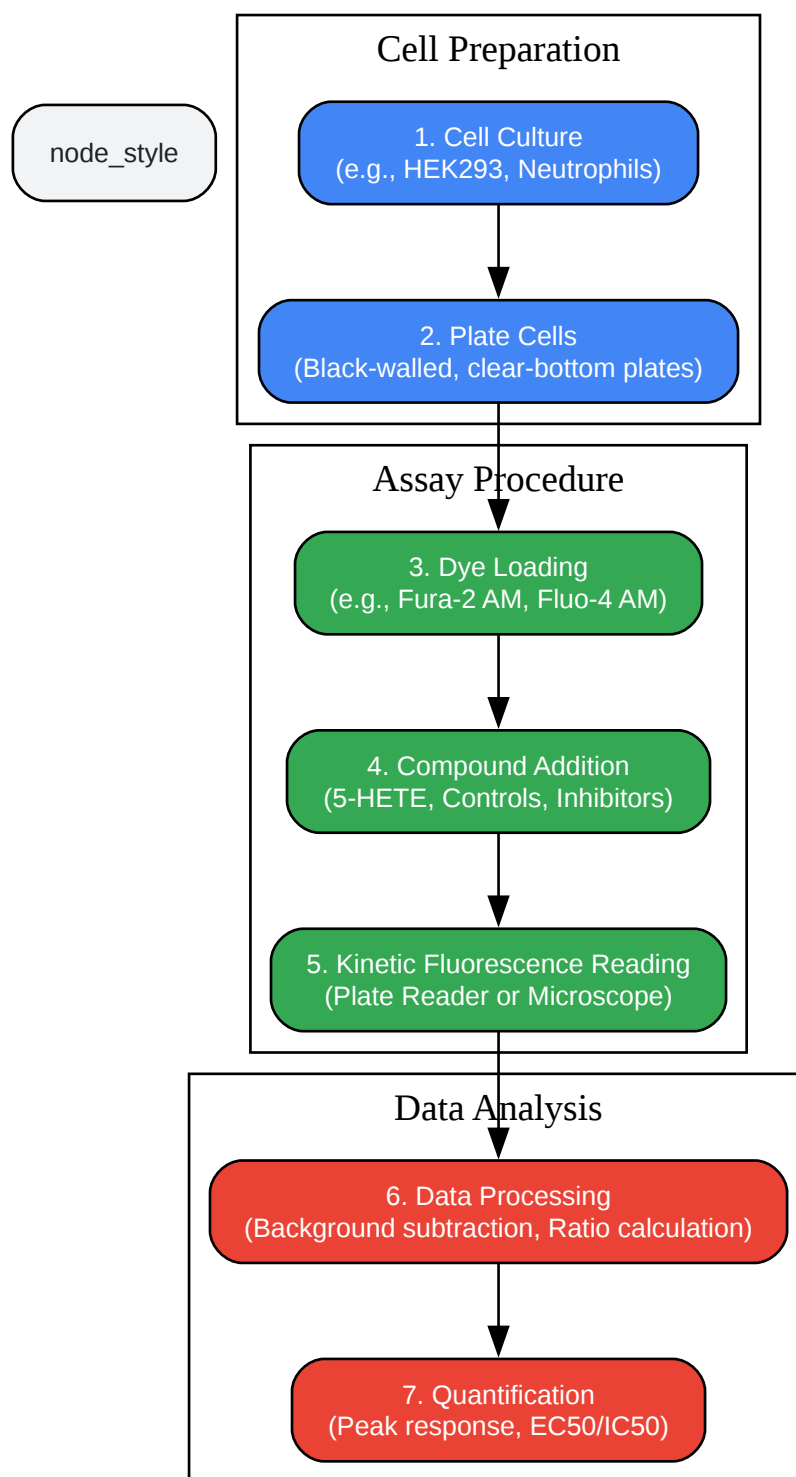 Cell Preparation
node_style
1. Cell Culture
(e.g., HEK293, Neutrophils)
2. Plate Cells
(Black-walled, clear-bottom plates)
Assay Procedure
3. Dye Loading
(e.g., Fura-2 AM, Fluo-4 AM)
4. Compound Addition
(5-HETE, Controls, Inhibitors)
5. Kinetic Fluorescence Reading
(Plate Reader or Microscope)
Data Analysis
6. Data Processing
(Background subtraction, Ratio calculation)
7. Quantification
(Peak response, EC50/IC50)